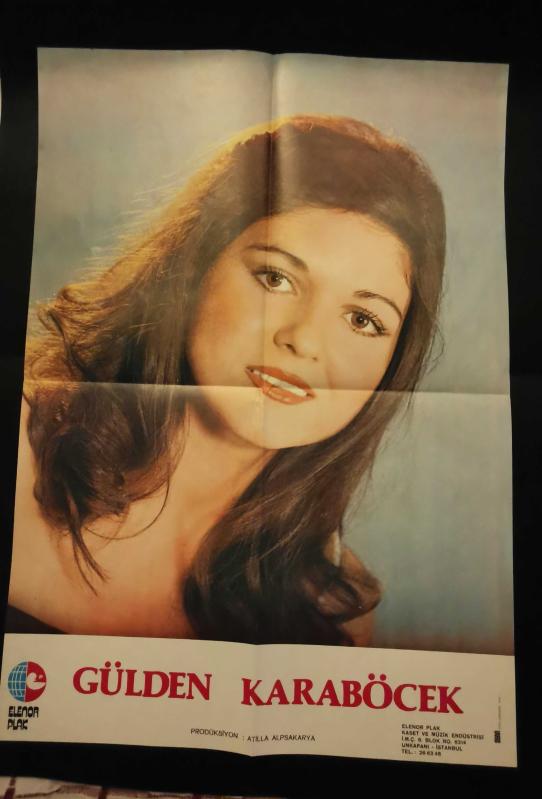 GÜLDEN KARABÖCEK
ELENOR
PLAK
PRODÜKSİYON : ATİLLA ALPSAKARYA
ELENOR PLAK
KASET VE MÜZİK ENDÜSTRİSİ
İ.M.Ç. 6. BLOK NO. 6314
UNKAPANI - İSTANBUL
TEL.: 26 63 46